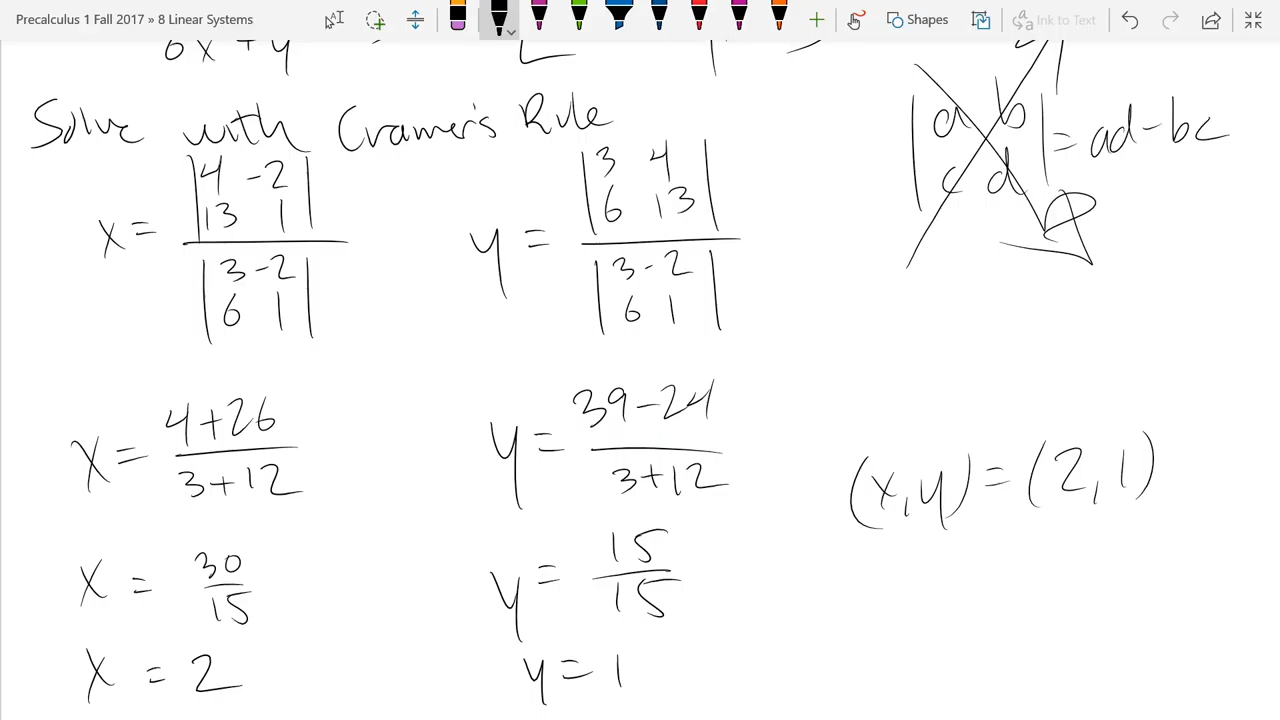 Precalculus 1 Fall 2017 » 8 Linear Systems
Shapes
Ink to Text
6x + y
Solve with Cramer's Rule
x = |4 -2|
|13 1|
|3 -2|
|6 1|
y = |3 4|
|6 13|
|3 -2|
|6 1|
|a b|
|c d| = ad - bc
x = 4+26
3+12
y = 39-24
3+12
(x,y) = (2,1)
x = 30
15
y = 15
15
x = 2
y = 1